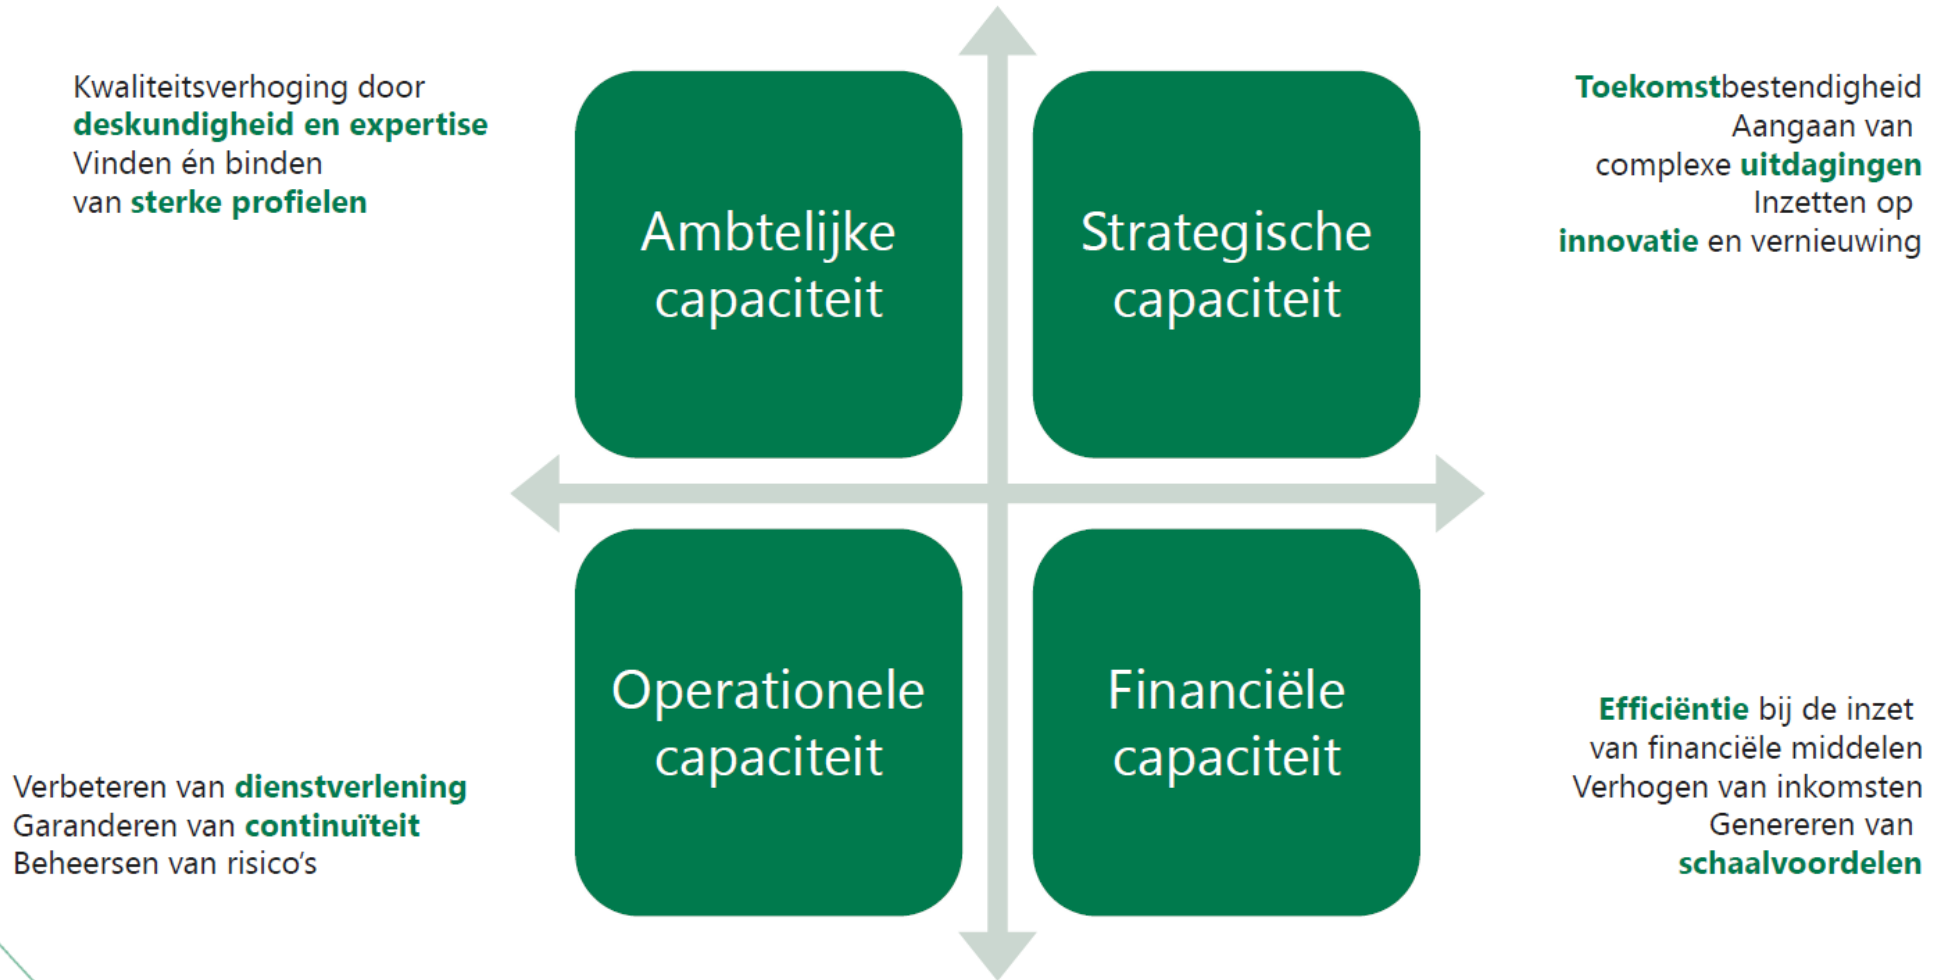 Kwaliteitsverhoging door
deskundigheid en expertise
Vinden én binden
van sterke profielen
Ambtelijke
capaciteit
Strategische
capaciteit
Toekomstbestendigheid
Aangaan van
complexe uitdagingen
Inzetten op
innovatie en vernieuwing
Verbeteren van dienstverlening
Garanderen van continuïteit
Beheersen van risico's
Operationele
capaciteit
Financiële
capaciteit
Efficiëntie bij de inzet
van financiële middelen
Verhogen van inkomsten
Genereren van
schaalvoordelen